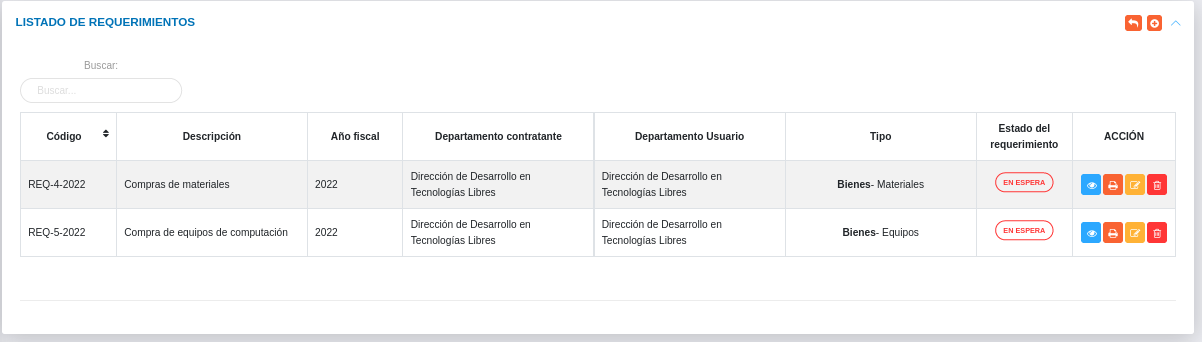 LISTADO DE REQUERIMIENTOS
Buscar:
Buscar...
Código Descripción Año fiscal Departamento contratante Departamento Usuario Tipo Estado del requerimiento ACCIÓN
REQ-4-2022 Compras de materiales 2022 Dirección de Desarrollo en Tecnologías Libres Dirección de Desarrollo en Tecnologías Libres Bienes- Materiales EN ESPERA
REQ-5-2022 Compra de equipos de computación 2022 Dirección de Desarrollo en Tecnologías Libres Dirección de Desarrollo en Tecnologías Libres Bienes- Equipos EN ESPERA